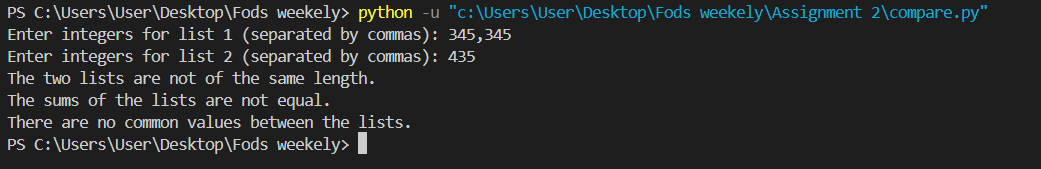 PS C:\Users\User\Desktop\Fods weekely> python -u "c:\Users\User\Desktop\Fods weekely\Assignment 2\compare.py"
Enter integers for list 1 (separated by commas): 345,345
Enter integers for list 2 (separated by commas): 435
The two lists are not of the same length.
The sums of the lists are not equal.
There are no common values between the lists.
PS C:\Users\User\Desktop\Fods weekely>